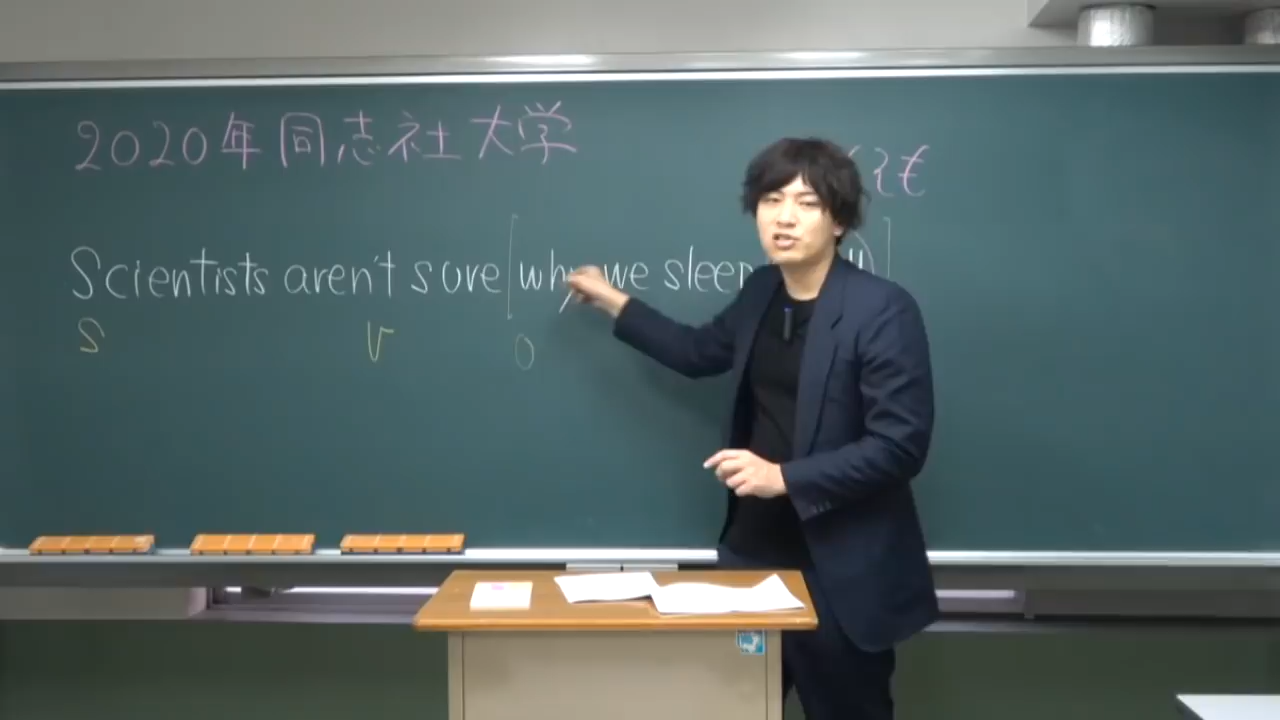 2020年同志社大学
Scientists aren't sure [why we sleep ]
S V O